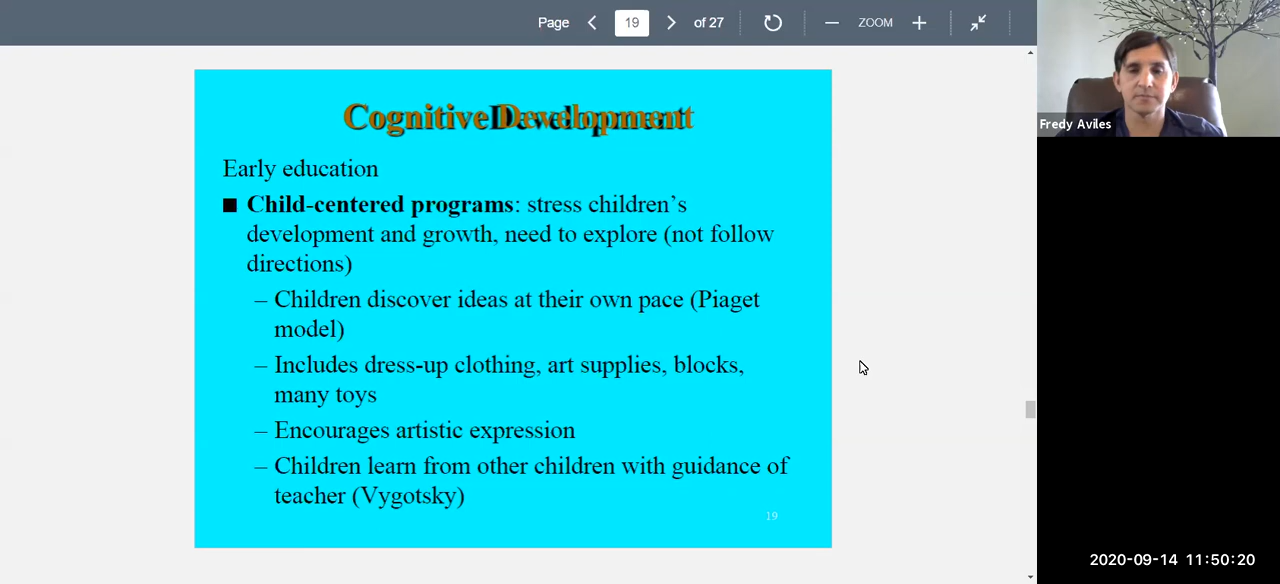 Page 19 of 27 ZOOM
Fredy Aviles
Cognitive Development
Early education
■ Child-centered programs: stress children's
development and growth, need to explore (not follow
directions)
– Children discover ideas at their own pace (Piaget
model)
– Includes dress-up clothing, art supplies, blocks,
many toys
– Encourages artistic expression
– Children learn from other children with guidance of
teacher (Vygotsky)
19
2020-09-14 11:50:20